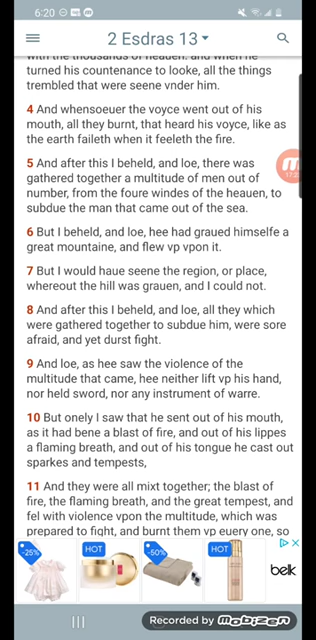 6:20
2 Esdras 13
with the thousands of heauen: and when he
turned his countenance to looke, all the things
trembled that were seene vnder him.
4 And whensoeuer the voyce went out of his
mouth, all they burnt, that heard his voyce, like as
the earth faileth when it feeleth the fire.
5 And after this I beheld, and loe, there was
gathered together a multitude of men out of
number, from the foure windes of the heauen, to
subdue the man that came out of the sea.
6 But I beheld, and loe, hee had graued himselfe a
great mountaine, and flew vp vpon it.
7 But I would haue seene the region, or place,
whereout the hill was grauen, and I could not.
8 And after this I beheld, and loe, all they which
were gathered together to subdue him, were sore
afraid, and yet durst fight.
9 And loe, as hee saw the violence of the
multitude that came, hee neither lift vp his hand,
nor held sword, nor any instrument of warre.
10 But onely I saw that he sent out of his mouth,
as it had bene a blast of fire, and out of his lippes
a flaming breath, and out of his tongue he cast out
sparkes and tempests,
11 And they were all mixt together; the blast of
fire, the flaming breath, and the great tempest, and
fel with violence vpon the multitude, which was
prepared to fight, and burnt them vp euery one, so
-25%
HOT
-50%
HOT
belk
Recorded by mobizen